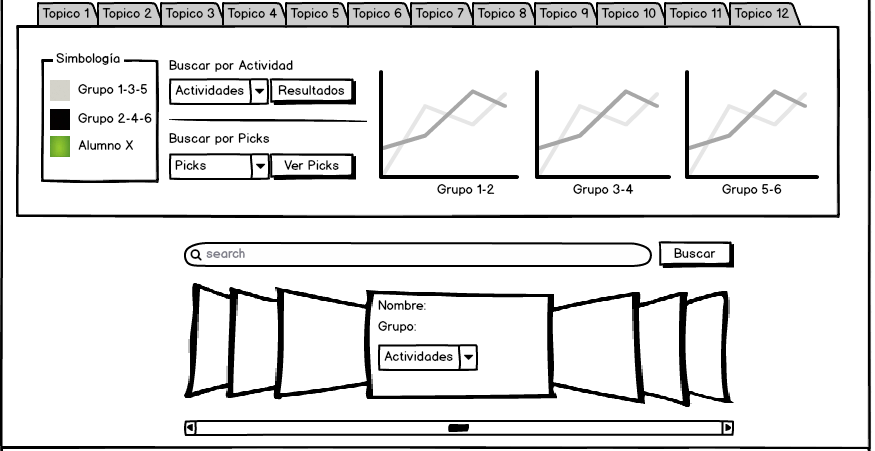 Topico 1 Topico 2 Topico 3 Topico 4 Topico 5 Topico 6 Topico 7 Topico 8 Topico 9 Topico 10 Topico 11 Topico 12
Simbología
Grupo 1-3-5
Grupo 2-4-6
Alumno X
Buscar por Actividad
Actividades Resultados
Buscar por Picks
Picks Ver Picks
Grupo 1-2 Grupo 3-4 Grupo 5-6
search Buscar
Nombre:
Grupo:
Actividades